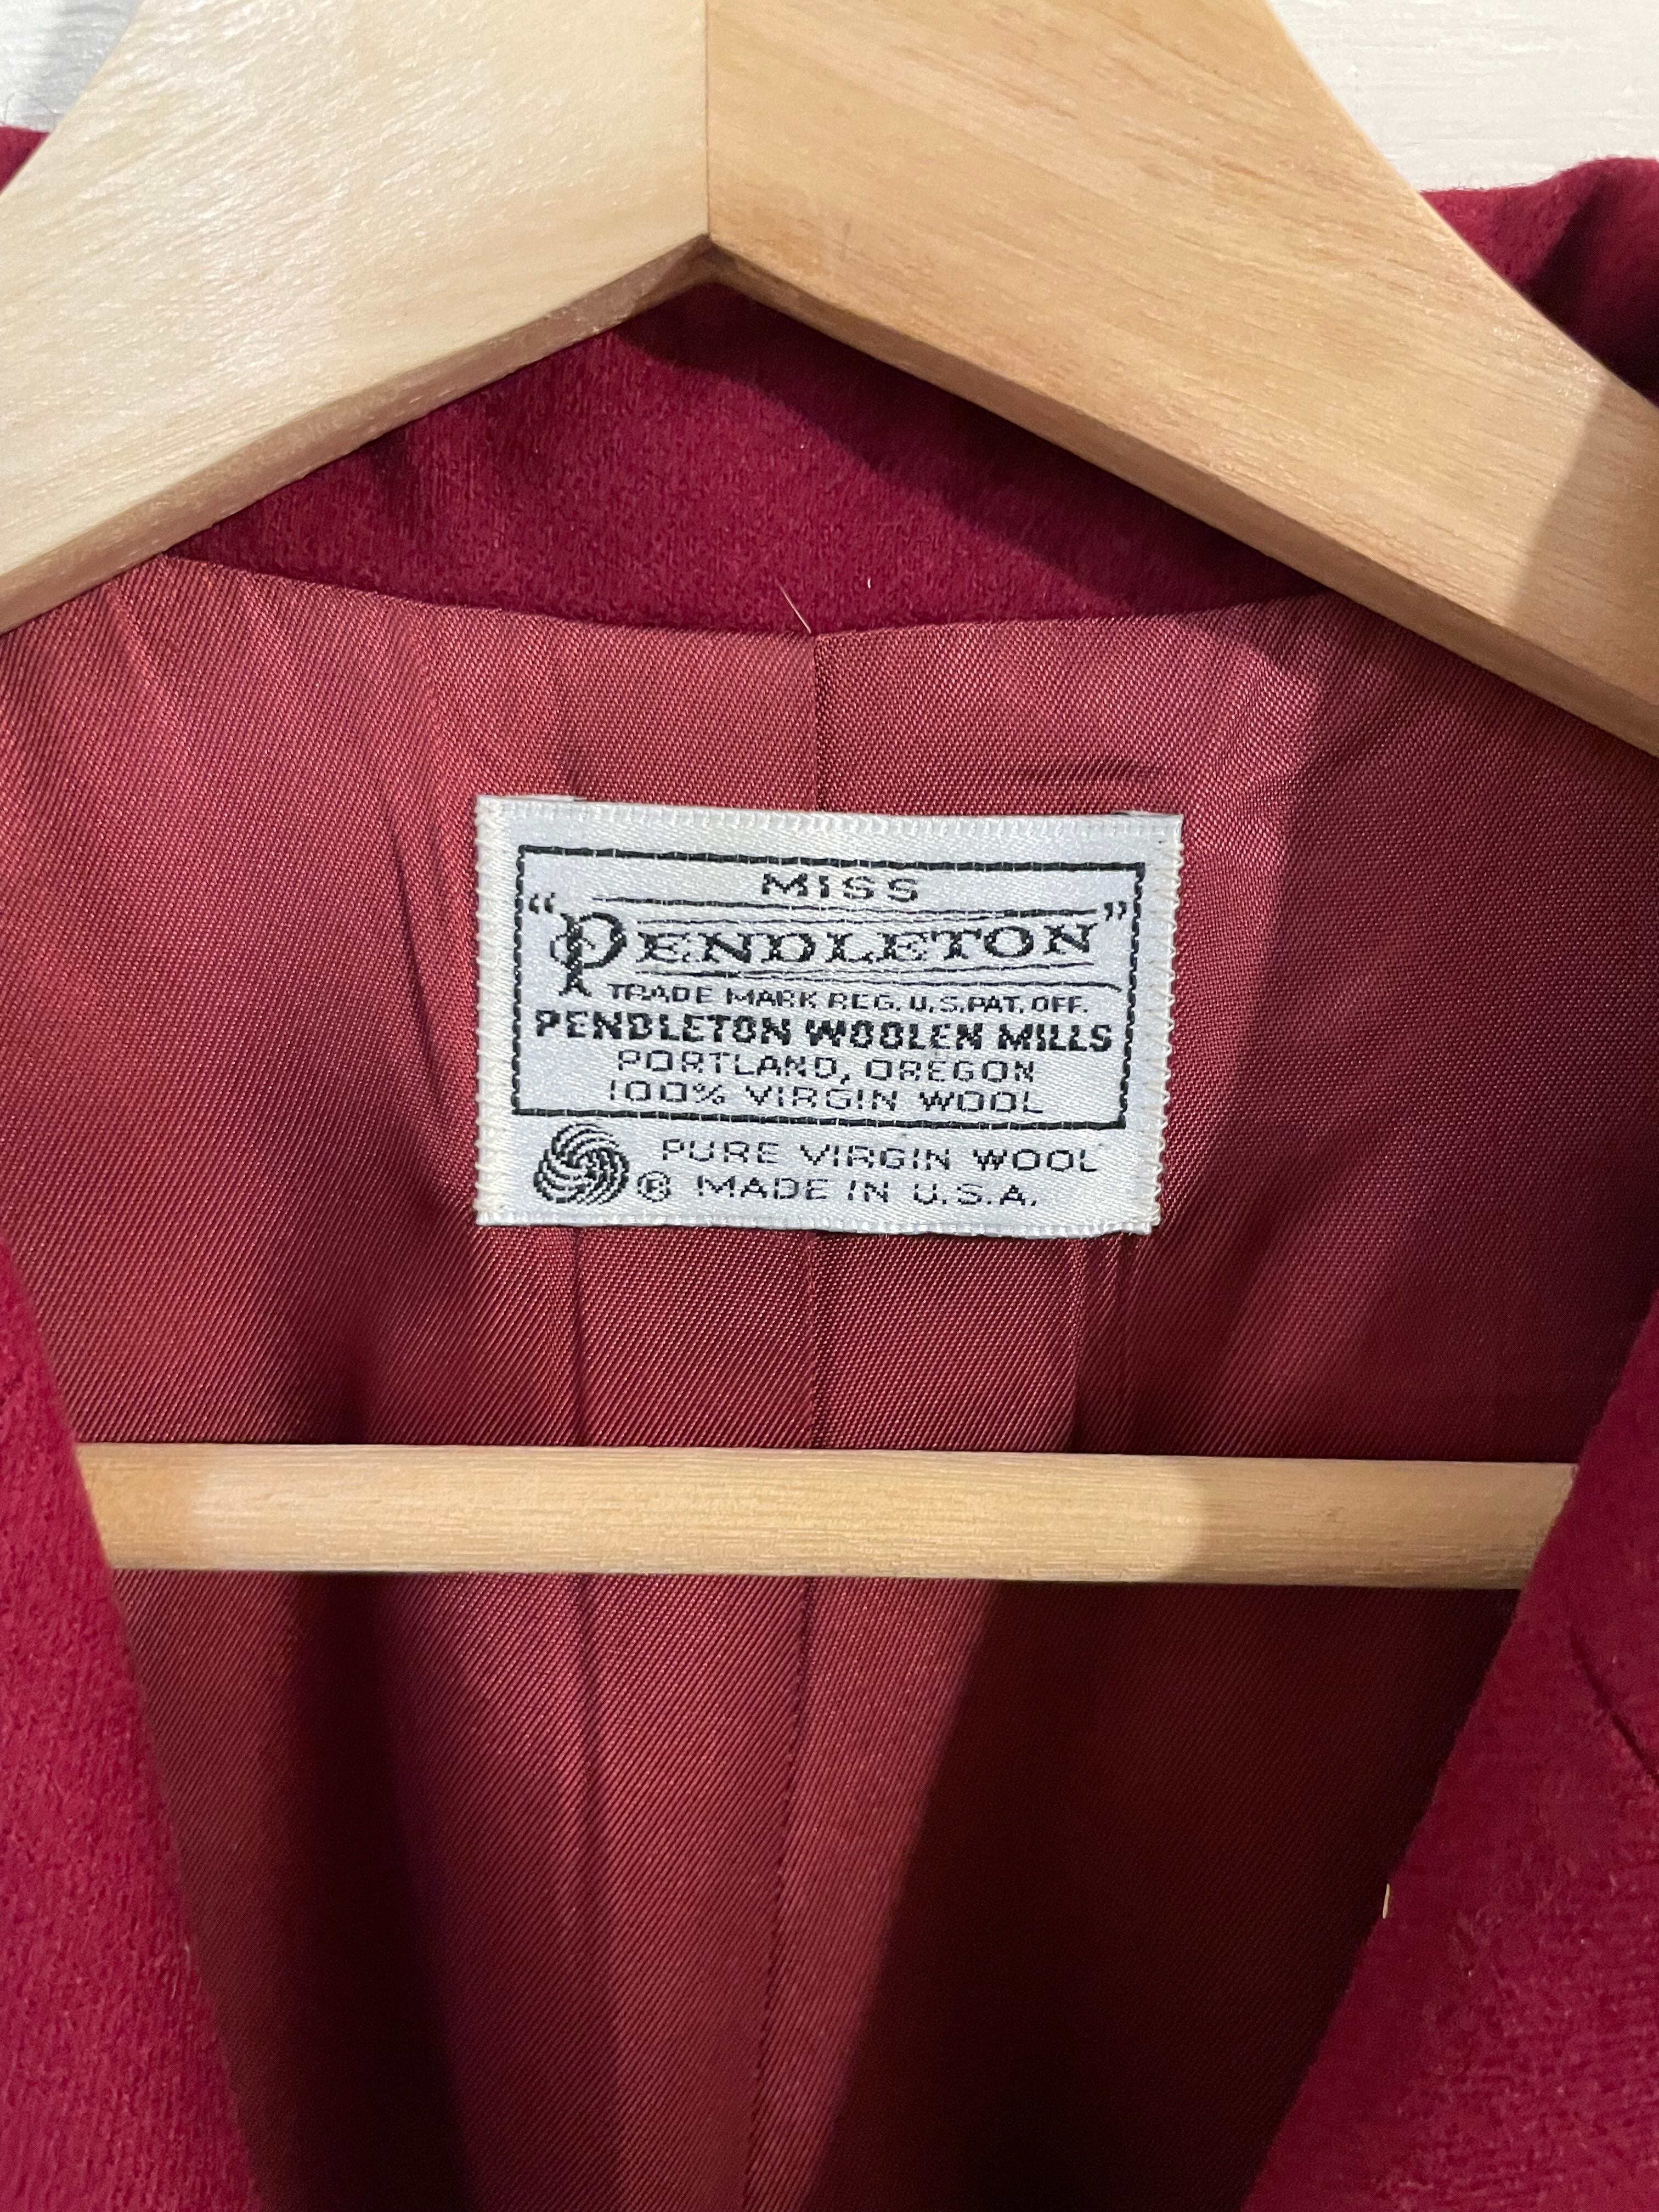 MISS
"PENDLETON"
TRADE MARK REG. U.S.PAT. OFF.
PENDLETON WOOLEN MILLS
PORTLAND, OREGON
100% VIRGIN WOOL
PURE VIRGIN WOOL
® MADE IN U.S.A.